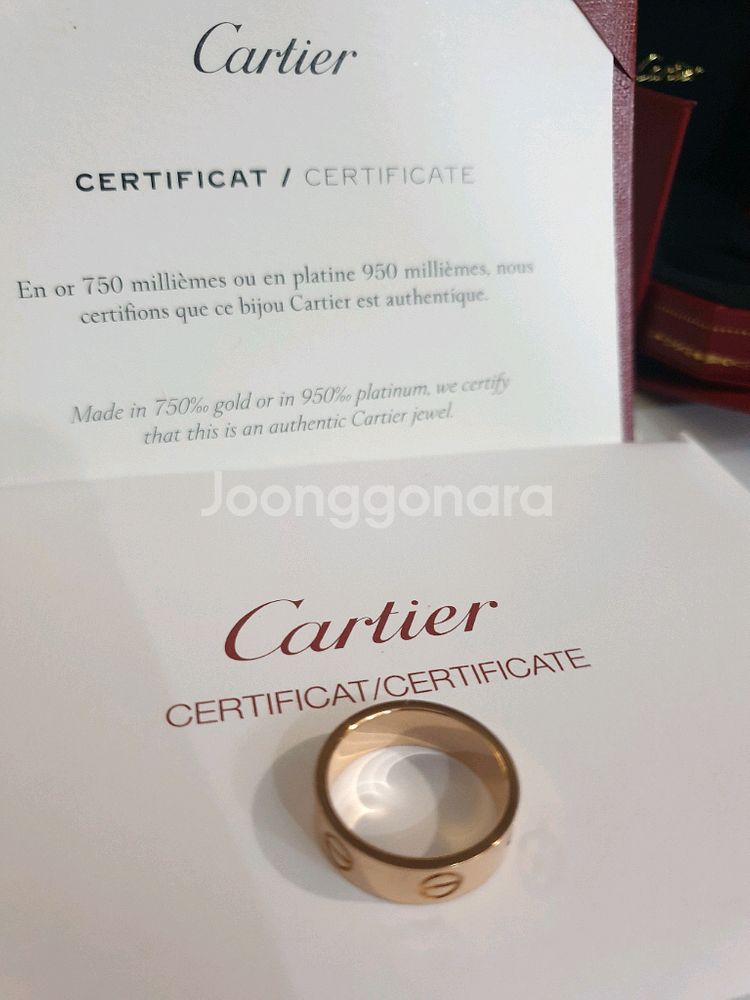 Cartier
CERTIFICAT / CERTIFICATE
En or 750 millièmes ou en platine 950 millièmes, nous
certifions que ce bijou Cartier est authentique.
Made in 750‰ gold or in 950‰ platinum, we certify
that this is an authentic Cartier jewel.
Joonggonara
Cartier
CERTIFICAT/CERTIFICATE
Cartier